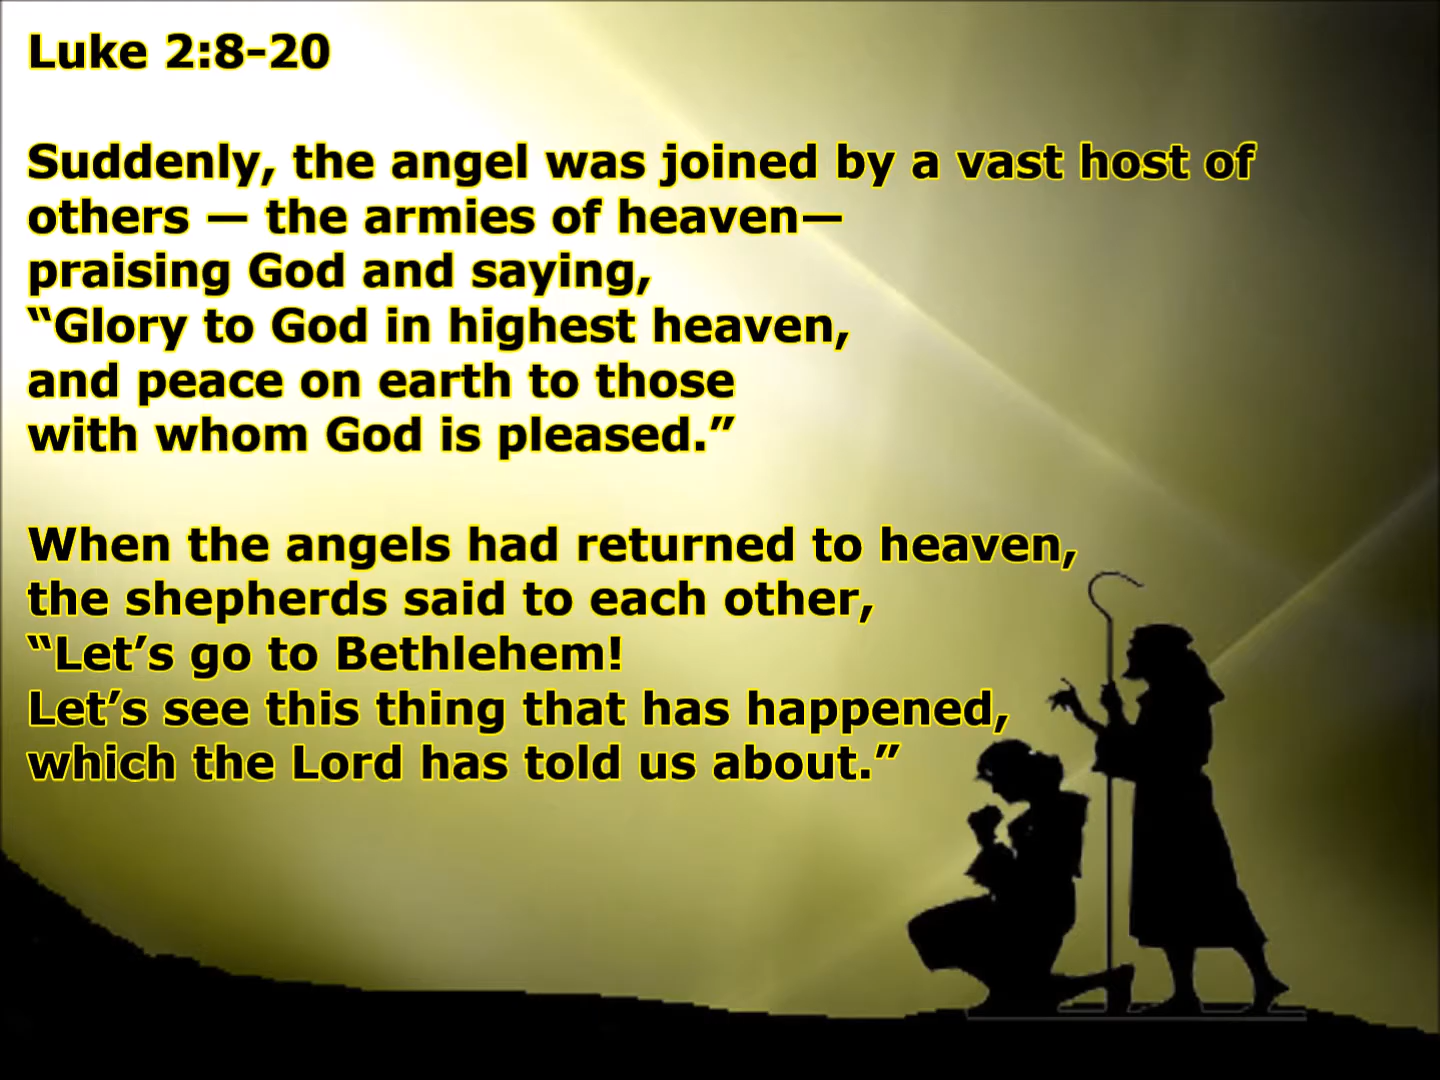 Luke 2:8-20
Suddenly, the angel was joined by a vast host of
others — the armies of heaven—
praising God and saying,
“Glory to God in highest heaven,
and peace on earth to those
with whom God is pleased.”
When the angels had returned to heaven,
the shepherds said to each other,
“Let’s go to Bethlehem!
Let’s see this thing that has happened,
which the Lord has told us about.”